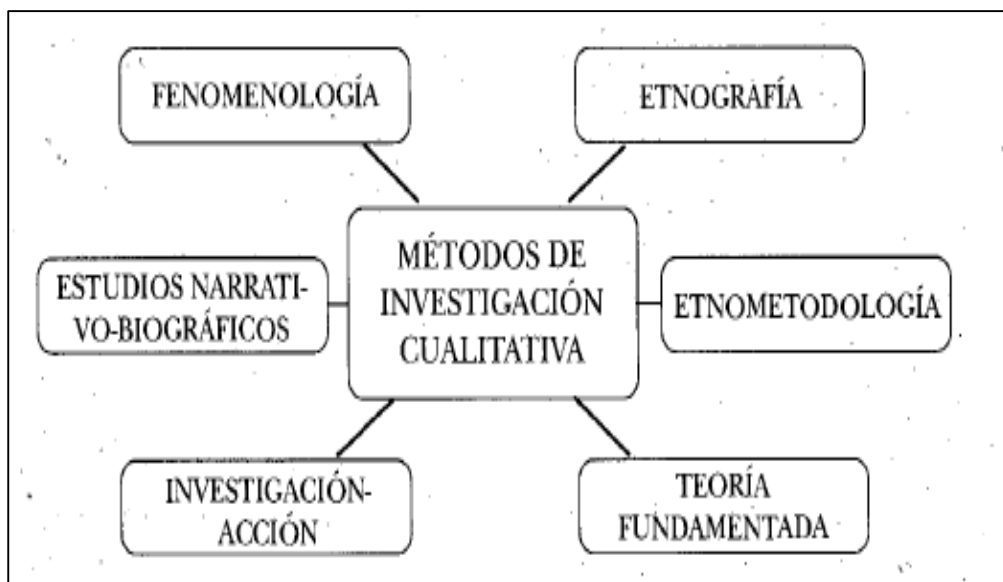 FENOMENOLOGÍA
ETNOGRAFÍA
MÉTODOS DE
INVESTIGACIÓN
CUALITATIVA
ESTUDIOS NARRATI-
VO-BIOGRÁFICOS
ETNOMETODOLOGÍA
INVESTIGACIÓN-
ACCIÓN
TEORÍA
FUNDAMENTADA